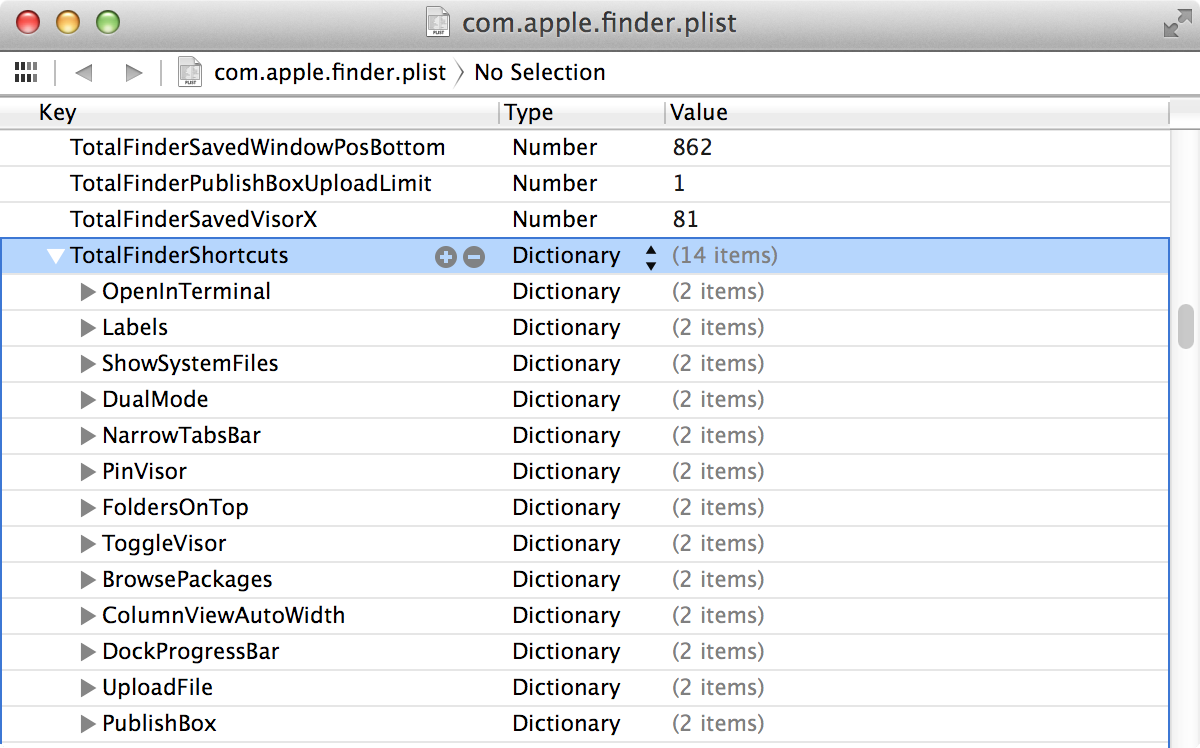 com.apple.finder.plist
com.apple.finder.plist No Selection
Key Type Value
TotalFinderSavedWindowPosBottom Number 862
TotalFinderPublishBoxUploadLimit Number 1
TotalFinderSavedVisorX Number 81
TotalFinderShortcuts Dictionary (14 items)
OpenInTerminal Dictionary (2 items)
Labels Dictionary (2 items)
ShowSystemFiles Dictionary (2 items)
DualMode Dictionary (2 items)
NarrowTabsBar Dictionary (2 items)
PinVisor Dictionary (2 items)
FoldersOnTop Dictionary (2 items)
ToggleVisor Dictionary (2 items)
BrowsePackages Dictionary (2 items)
ColumnViewAutoWidth Dictionary (2 items)
DockProgressBar Dictionary (2 items)
UploadFile Dictionary (2 items)
PublishBox Dictionary (2 items)